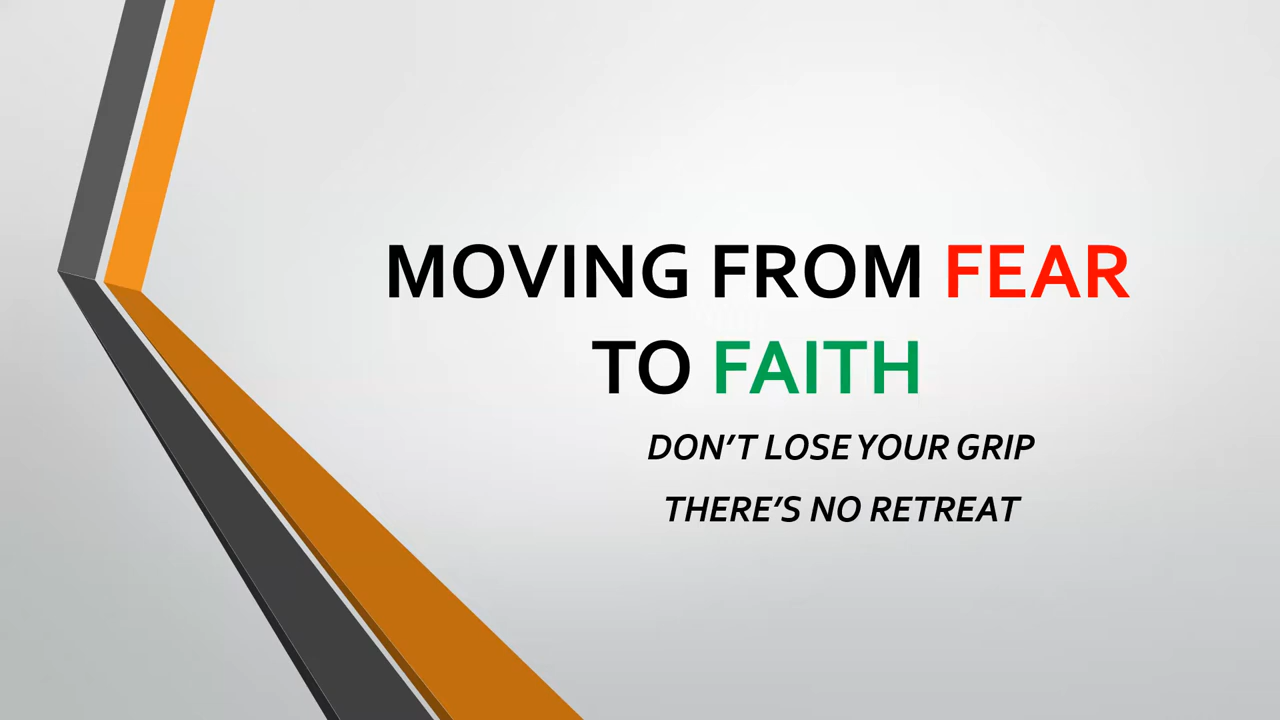 MOVING FROM FEAR
TO FAITH
DON’T LOSE YOUR GRIP
THERE’S NO RETREAT